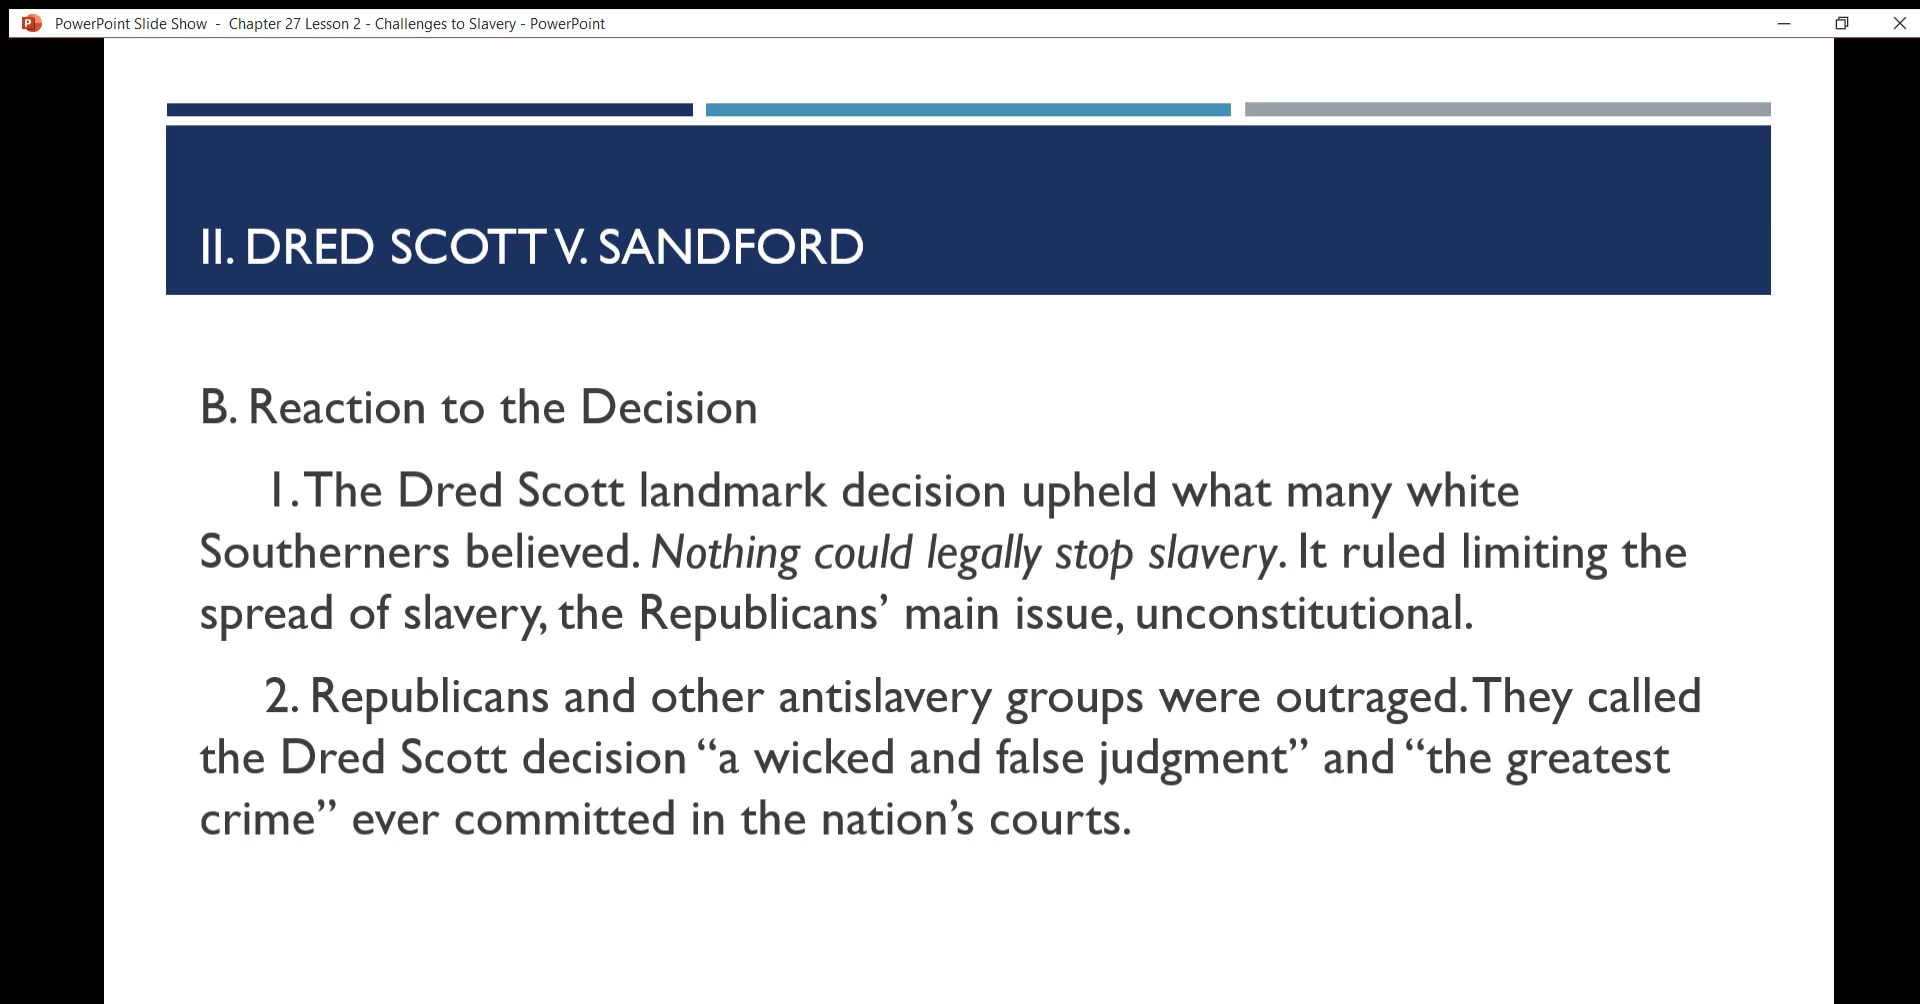 PowerPoint Slide Show - Chapter 27 Lesson 2 - Challenges to Slavery - PowerPoint
II. DRED SCOTT V. SANDFORD
B. Reaction to the Decision
1. The Dred Scott landmark decision upheld what many white
Southerners believed. Nothing could legally stop slavery. It ruled limiting the
spread of slavery, the Republicans’ main issue, unconstitutional.
2. Republicans and other antislavery groups were outraged. They called
the Dred Scott decision “a wicked and false judgment” and “the greatest
crime” ever committed in the nation’s courts.